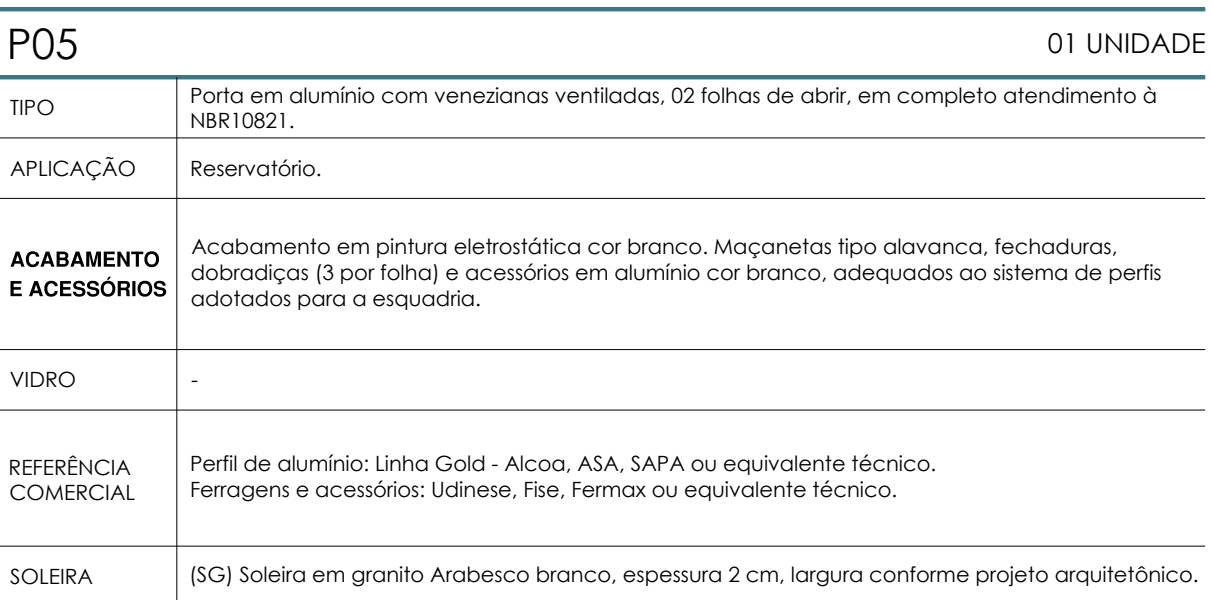 P05
01 UNIDADE
TIPO
Porta em alumínio com venezianas ventiladas, 02 folhas de abrir, em completo atendimento à
NBR10821.
APLICAÇÃO
Reservatório.
ACABAMENTO
E ACESSÓRIOS
Acabamento em pintura eletrostática cor branco. Maçanetas tipo alavanca, fechaduras,
dobradiças (3 por folha) e acessórios em alumínio cor branco, adequados ao sistema de perfis
adotados para a esquadria.
VIDRO
-
REFERÊNCIA
COMERCIAL
Perfil de alumínio: Linha Gold - Alcoa, ASA, SAPA ou equivalente técnico.
Ferragens e acessórios: Udinese, Fise, Fermax ou equivalente técnico.
SOLEIRA
(SG) Soleira em granito Arabesco branco, espessura 2 cm, largura conforme projeto arquitetônico.